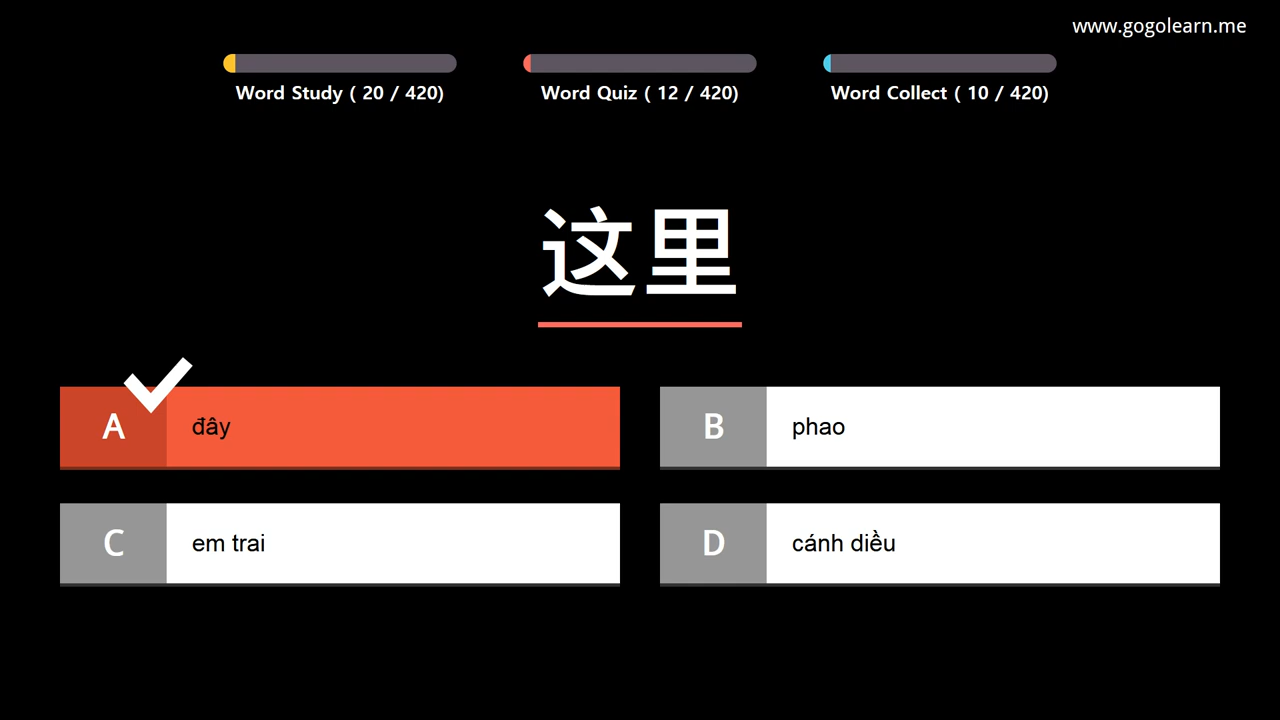 www.gogolearn.me
Word Study ( 20 / 420)
Word Quiz ( 12 / 420)
Word Collect ( 10 / 420)
这里
A đây
B phao
C em trai
D cánh diều